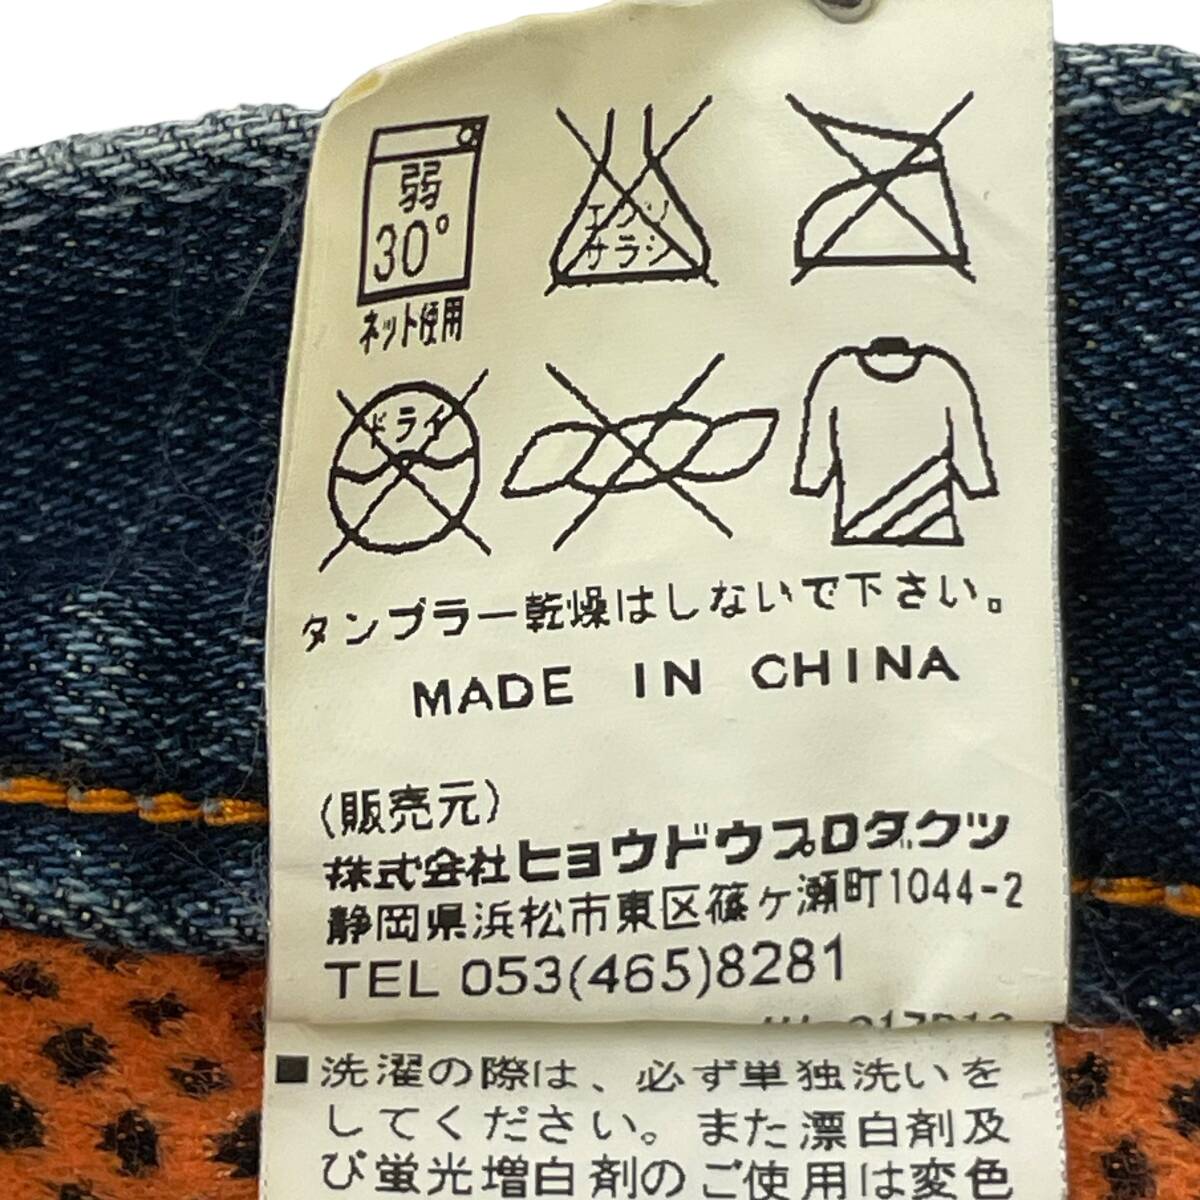 弱
30°
ネット使用
エンソ
サラシ
ドライ
タンブラー乾燥はしないで下さい。
MADE IN CHINA
(販売元)
株式会社ヒョウドウプロダクツ
静岡県浜松市東区篠ケ瀬町1044-2
TEL 053(465)8281
■洗濯の際は、必ず単独洗いを
してください。また漂白剤及
び蛍光増白剤のご使用は変色